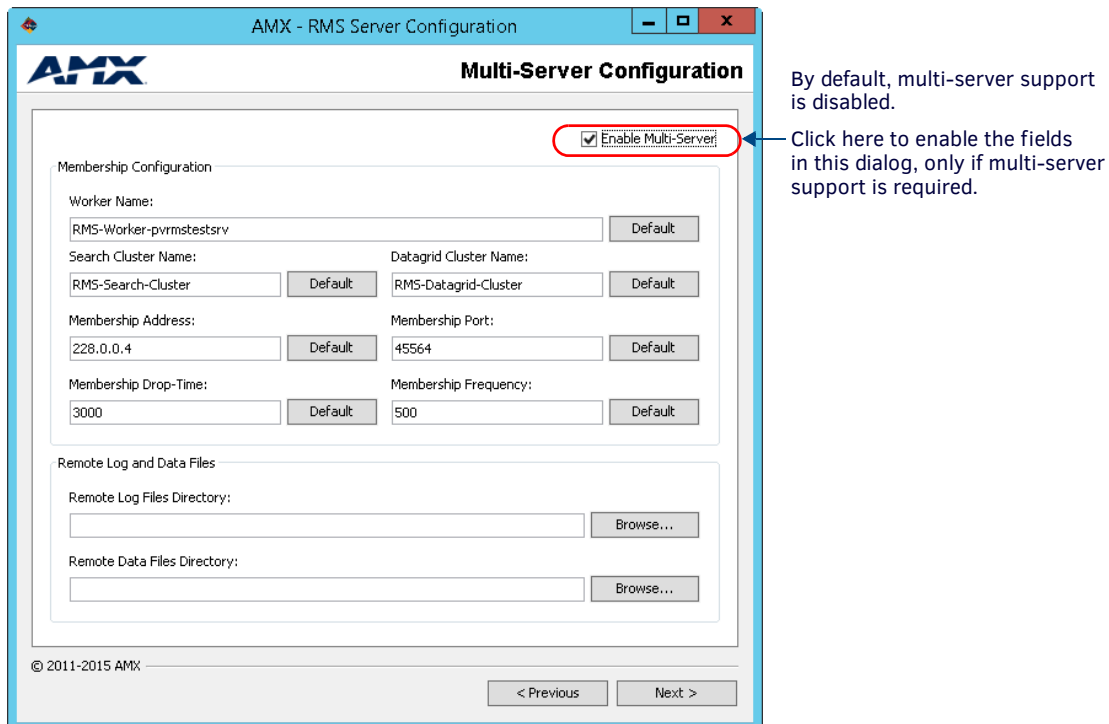 AMX - RMS Server Configuration
AMX
Multi-Server Configuration
Enable Multi-Server
Membership Configuration
Worker Name:
RMS-Worker-pvrmstestsrv
Default
Search Cluster Name:
Datagrid Cluster Name:
RMS-Search-Cluster
Default
RMS-Datagrid-Cluster
Default
Membership Address:
Membership Port:
228.0.0.4
Default
45564
Default
Membership Drop-Time:
Membership Frequency:
3000
Default
500
Default
Remote Log and Data Files
Remote Log Files Directory:
Browse...
Remote Data Files Directory:
Browse...
© 2011-2015 AMX
< Previous
Next >
By default, multi-server support
is disabled.
Click here to enable the fields
in this dialog, only if multi-server
support is required.